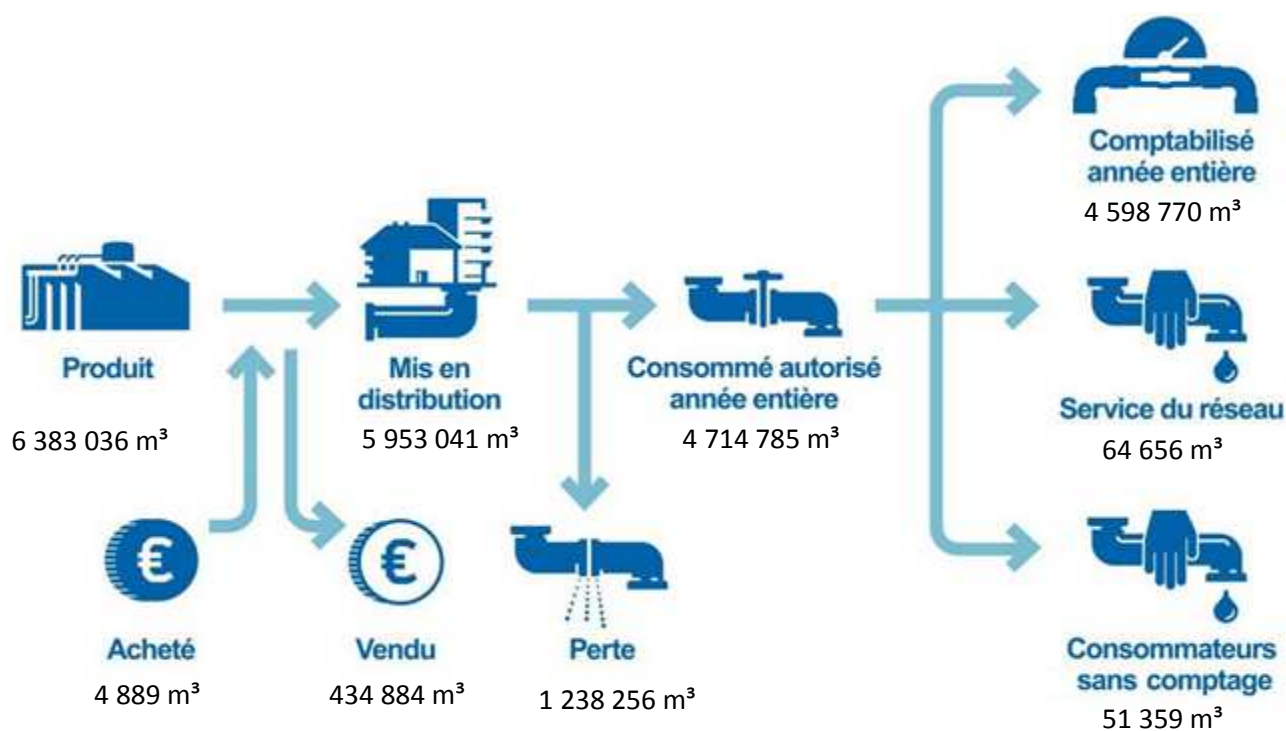 Comptabilisé
année entière
4 598 770 m³
Produit
6 383 036 m³
Mis en
distribution
5 953 041 m³
Consommé autorisé
année entière
4 714 785 m³
Service du réseau
64 656 m³
€
Acheté
4 889 m³
€
Vendu
434 884 m³
Perte
1 238 256 m³
Consommateurs
sans comptage
51 359 m³